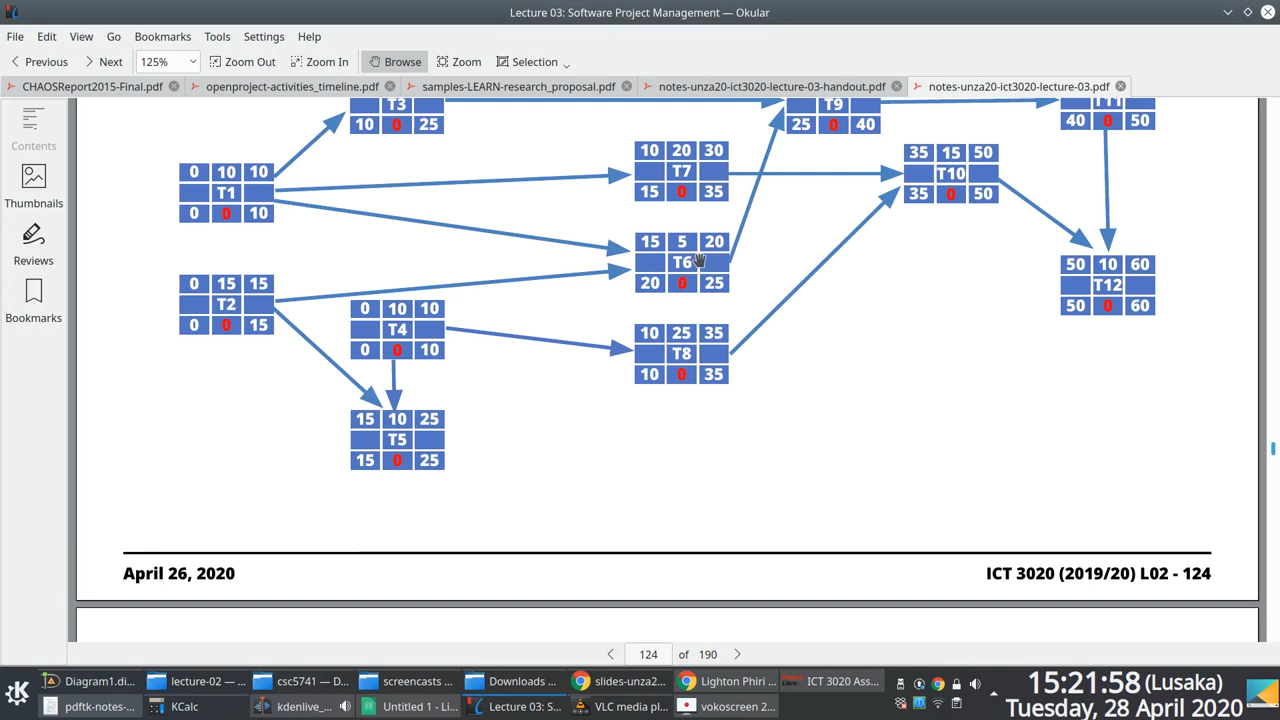 Lecture 03: Software Project Management — Okular
File Edit View Go Bookmarks Tools Settings Help
Previous Next 125% Zoom Out Zoom In Browse Zoom Selection
CHAOSReport2015-Final.pdf openproject-activities_timeline.pdf samples-LEARN-research_proposal.pdf notes-unza20-ict3020-lecture-03-handout.pdf notes-unza20-ict3020-lecture-03.pdf
Contents
Thumbnails
Reviews
Bookmarks
T3
10 0 25
T9
25 0 40
T11
40 0 50
0 10 10
T1
0 0 10
10 20 30
T7
15 0 35
35 15 50
T10
35 0 50
15 5 20
T6
20 0 25
0 15 15
T2
0 0 15
50 10 60
T12
50 0 60
0 10 10
T4
0 0 10
10 25 35
T8
10 0 35
15 10 25
T5
15 0 25
April 26, 2020 ICT 3020 (2019/20) L02 - 124
124 of 190
Diagram1.di... lecture-02 — ... csc5741 — D... screencasts ... Downloads ... slides-unza2... Lighton Phiri ... ICT 3020 Ass...
pdftk-notes-... KCalc kdenlive_... Untitled 1 - Li... Lecture 03: S... VLC media pl... vokoscreen 2...
15:21:58 (Lusaka)
Tuesday, 28 April 2020